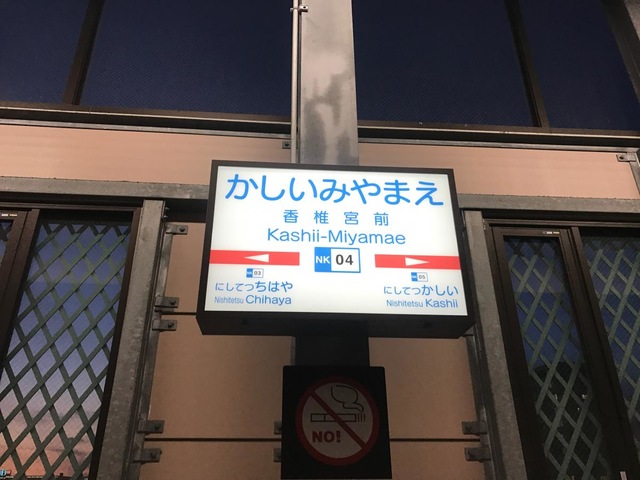 かしいみやまえ
香椎宮前
Kashii-Miyamae
NK 04
NK 03
にしてつちはや
Nishitetsu Chihaya
NK 05
にしてつかしい
Nishitetsu Kashii
NO!